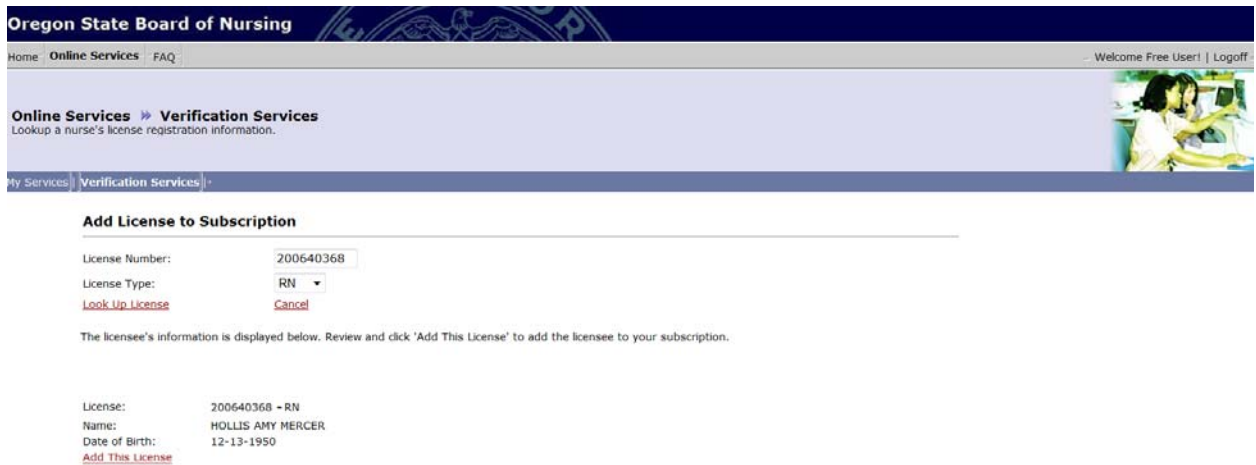 Oregon State Board of Nursing
Home Online Services FAQ Welcome Free User! | Logoff
Online Services » Verification Services
Lookup a nurse's license registration information.
My Services | Verification Services |
Add License to Subscription
License Number: 200640368
License Type: RN
Look Up License Cancel
The licensee's information is displayed below. Review and click 'Add This License' to add the licensee to your subscription.
License: 200640368 - RN
Name: HOLLIS AMY MERCER
Date of Birth: 12-13-1950
Add This License